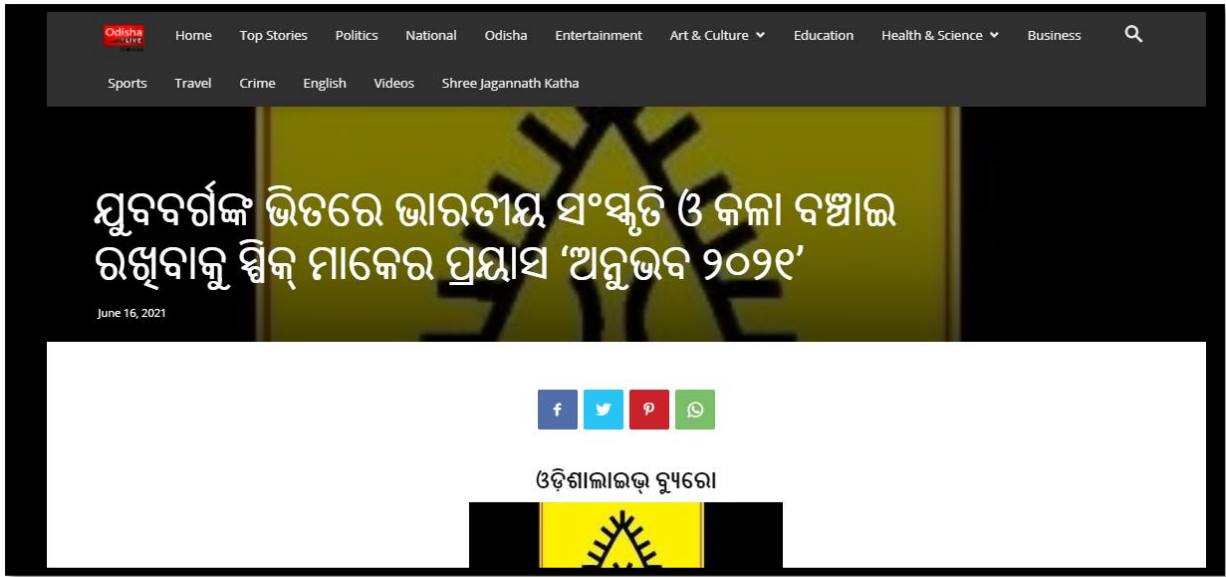 Odisha
LIVE
Home Top Stories Politics National Odisha Entertainment Art & Culture Education Health & Science Business
Sports Travel Crime English Videos Shree Jagannath Katha
ଯୁବବର୍ଗଙ୍କ ଭିତରେ ଭାରତୀୟ ସଂସ୍କୃତି ଓ କଳା ବଞ୍ଚାଇ
ରଖିବାକୁ ସ୍ପିକ୍ ମାକେର ପ୍ରୟାସ ‘ଅନୁଭବ ୨୦୨୧’
June 16, 2021
ଓଡ଼ିଶାଲାଇଭ୍ ବ୍ୟୁରୋ